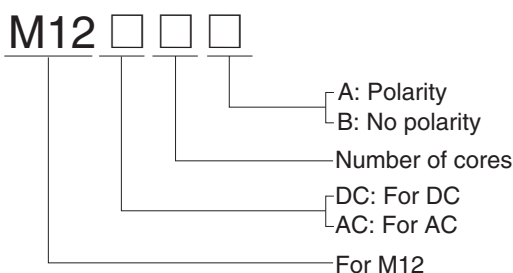 M12 □ □ □
A: Polarity
B: No polarity
Number of cores
DC: For DC
AC: For AC
For M12